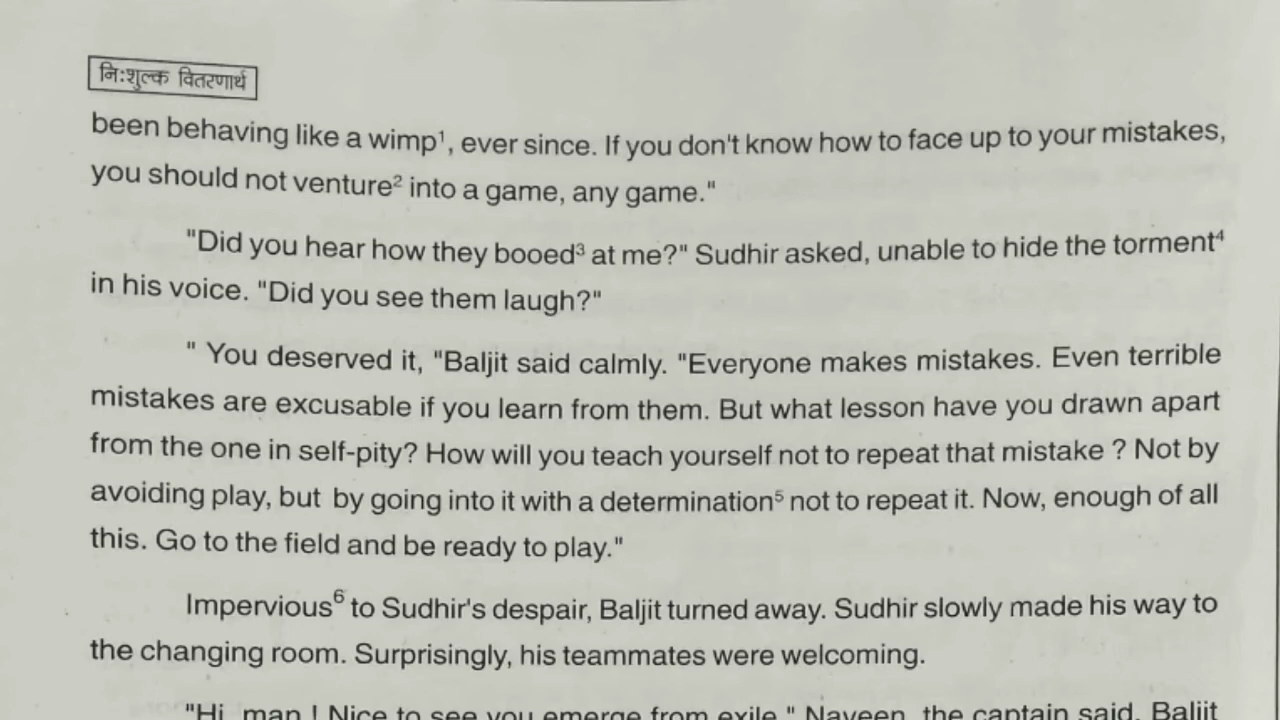 निःशुल्क वितरणार्थ
been behaving like a wimp¹, ever since. If you don't know how to face up to your mistakes,
you should not venture² into a game, any game."
"Did you hear how they booed³ at me?" Sudhir asked, unable to hide the torment⁴
in his voice. "Did you see them laugh?"
" You deserved it, "Baljit said calmly. "Everyone makes mistakes. Even terrible
mistakes are excusable if you learn from them. But what lesson have you drawn apart
from the one in self-pity? How will you teach yourself not to repeat that mistake ? Not by
avoiding play, but by going into it with a determination⁵ not to repeat it. Now, enough of all
this. Go to the field and be ready to play."
Impervious⁶ to Sudhir's despair, Baljit turned away. Sudhir slowly made his way to
the changing room. Surprisingly, his teammates were welcoming.
"Hi man ! Nice to see you emerge from exile." Naveen, the captain said. Baljit